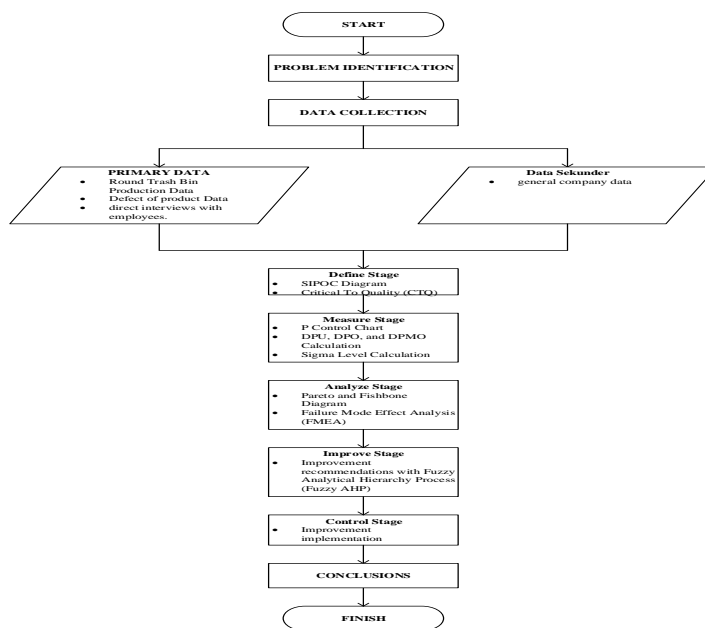 START
PROBLEM IDENTIFICATION
DATA COLLECTION
PRIMARY DATA
• Round Trash Bin
Production Data
• Defect of product Data
• direct interviews with
employees.
Data Sekunder
• general company data
Define Stage
• SIPOC Diagram
• Critical To Quality (CTQ)
Measure Stage
• P Control Chart
• DPU, DPO, and DPMO
Calculation
• Sigma Level Calculation
Analyze Stage
• Pareto and Fishbone
Diagram
• Failure Mode Effect Analysis
(FMEA)
Improve Stage
• Improvement
recommendations with Fuzzy
Analytical Hierarchy Process
(Fuzzy AHP)
Control Stage
• Improvement
implementation
CONCLUSIONS
FINISH